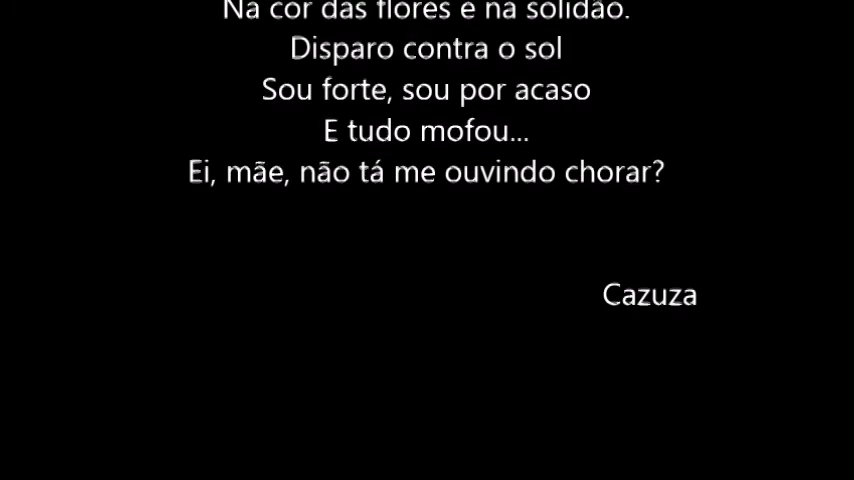 Na cor das flores e na solidão.
Disparo contra o sol
Sou forte, sou por acaso
E tudo mofou...
Ei, mãe, não tá me ouvindo chorar?
Cazuza